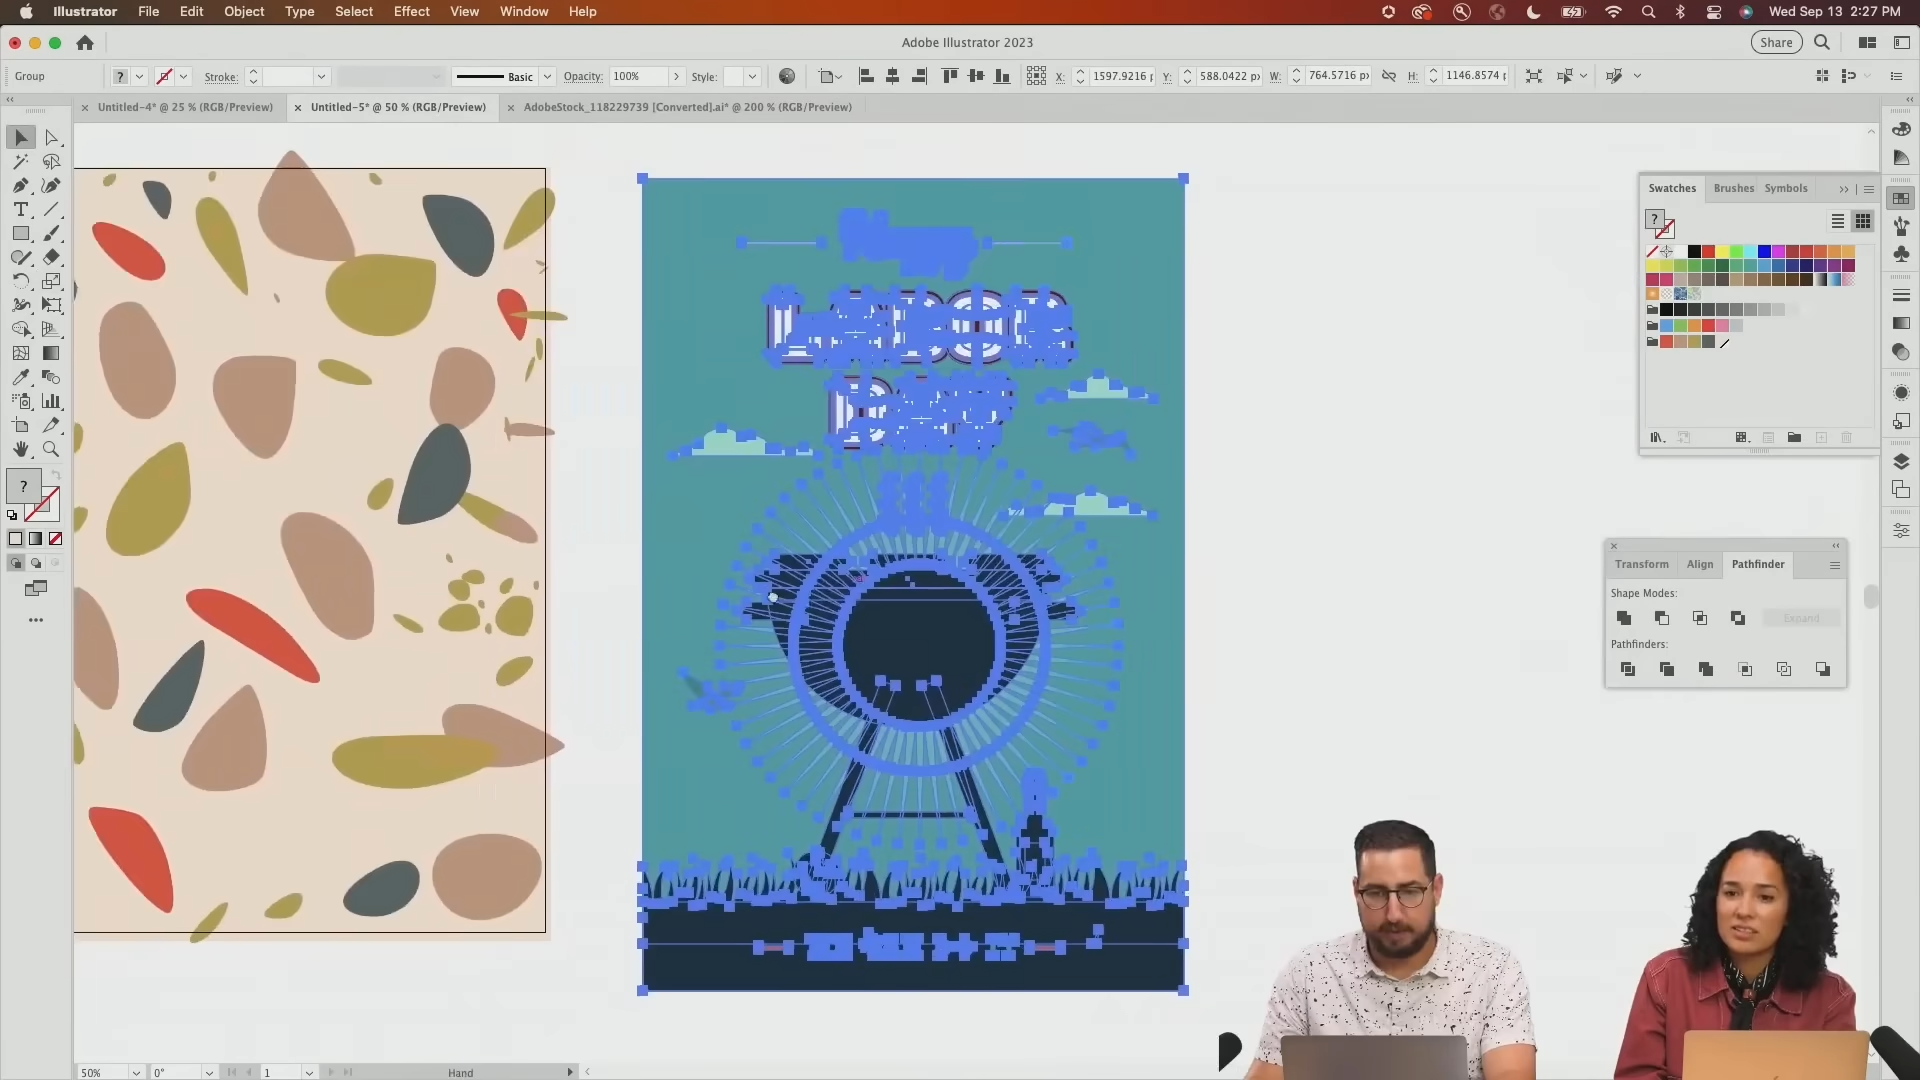 Illustrator File Edit Object Type Select Effect View Window Help
Wed Sep 13 2:27 PM
Adobe Illustrator 2023
Share
Group
?
Stroke:
Basic
Opacity: 100%
Style:
X: 1597.9216 p
Y: 588.0422 px
W: 764.5716 px
H: 1146.8574 p
Untitled-4* @ 25 % (RGB/Preview)
Untitled-5* @ 50 % (RGB/Preview)
AdobeStock_118229739 [Converted].ai* @ 200 % (RGB/Preview)
Swatches Brushes Symbols
?
?
Transform Align Pathfinder
Shape Modes:
Expand
Pathfinders:
50%
0°
1
Hand